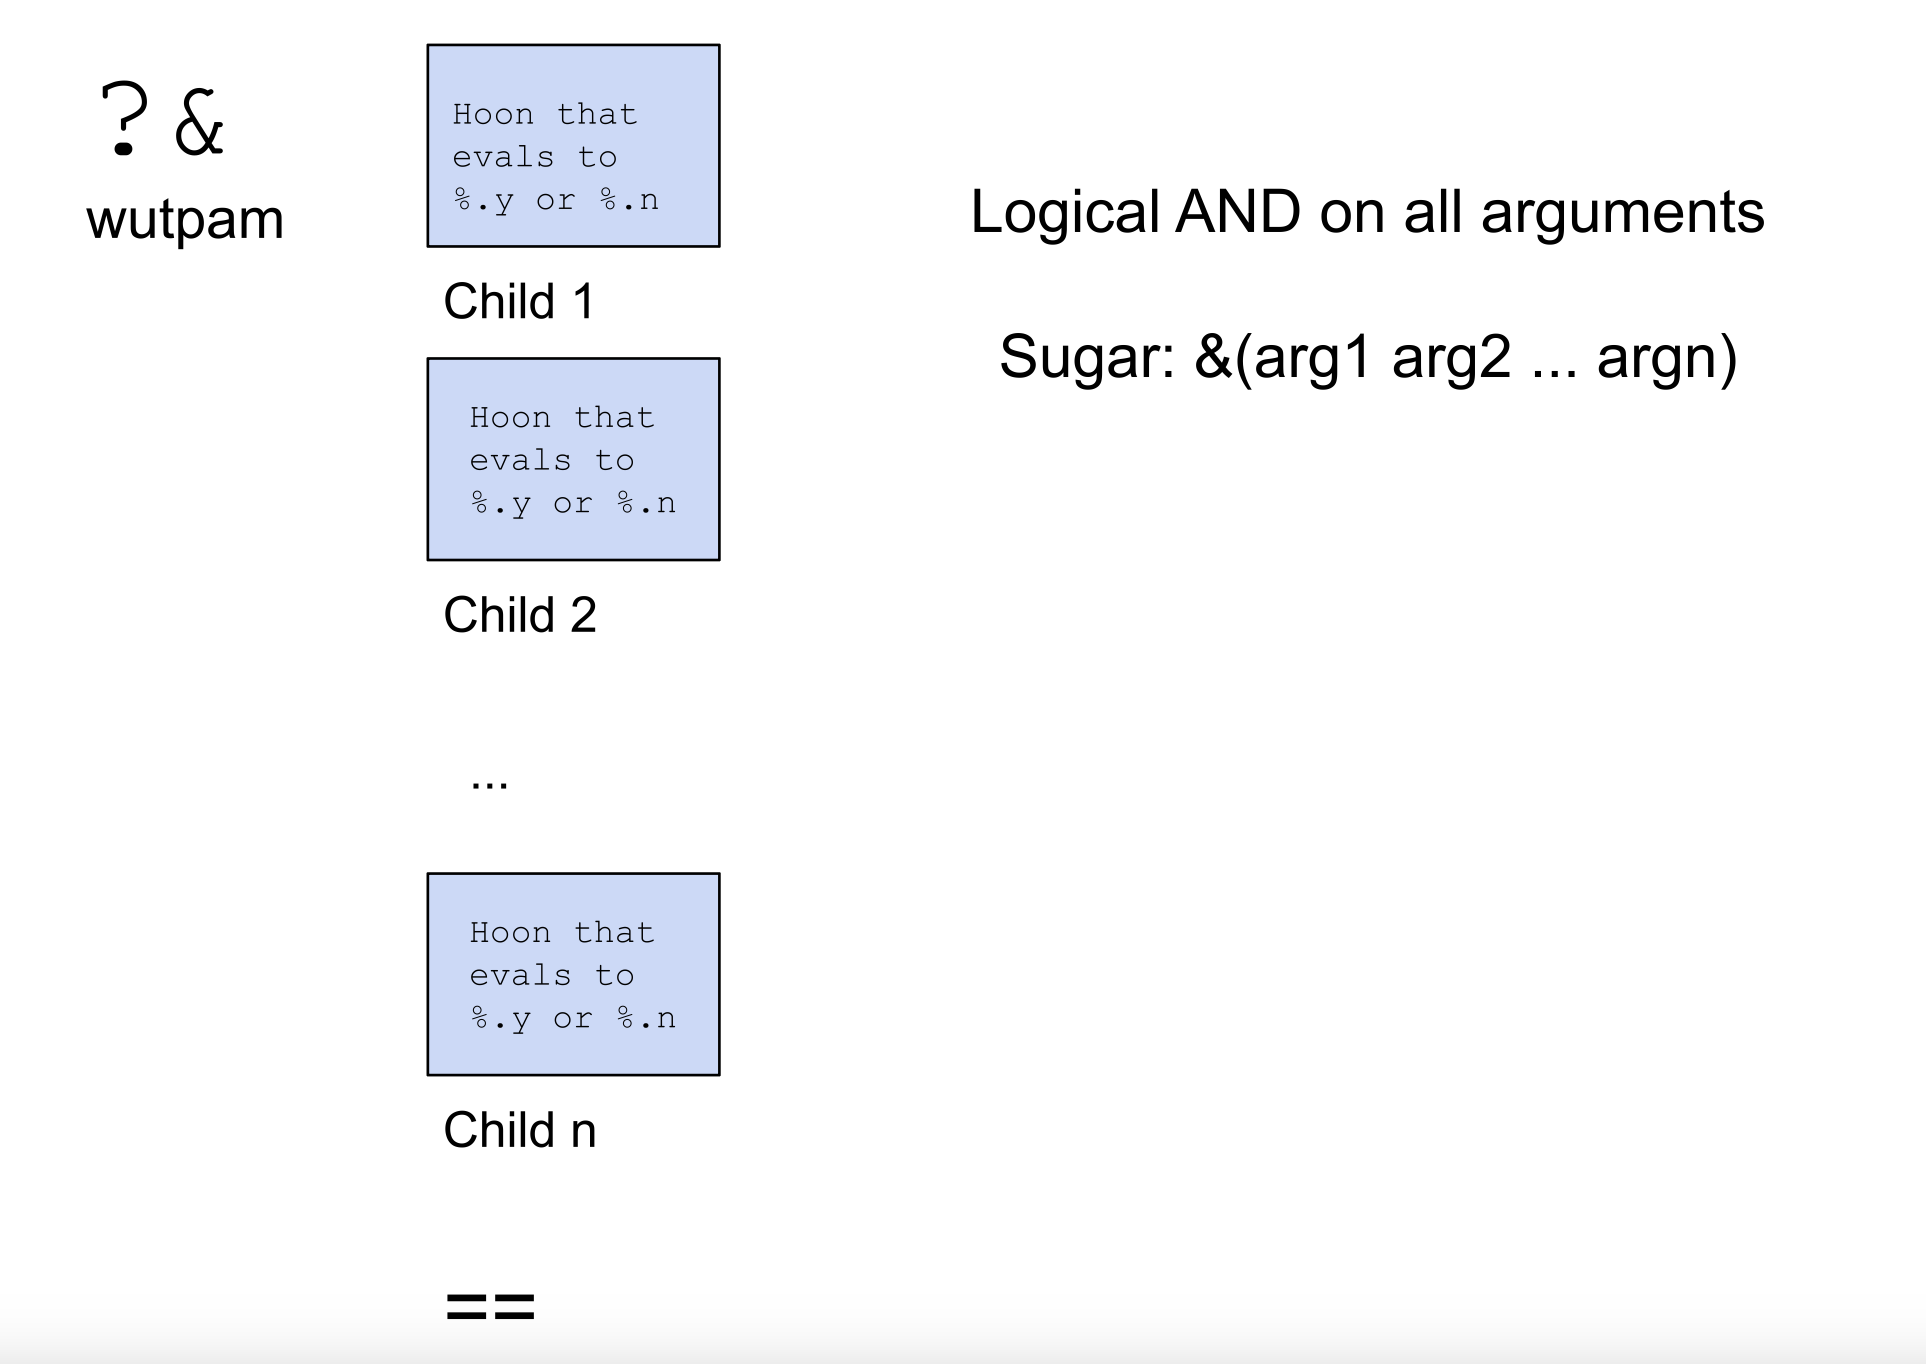 ?&
wutpam
Hoon that
evals to
%.y or %.n
Child 1
Hoon that
evals to
%.y or %.n
Child 2
...
Hoon that
evals to
%.y or %.n
Child n
==
Logical AND on all arguments
Sugar: &(arg1 arg2 ... argn)